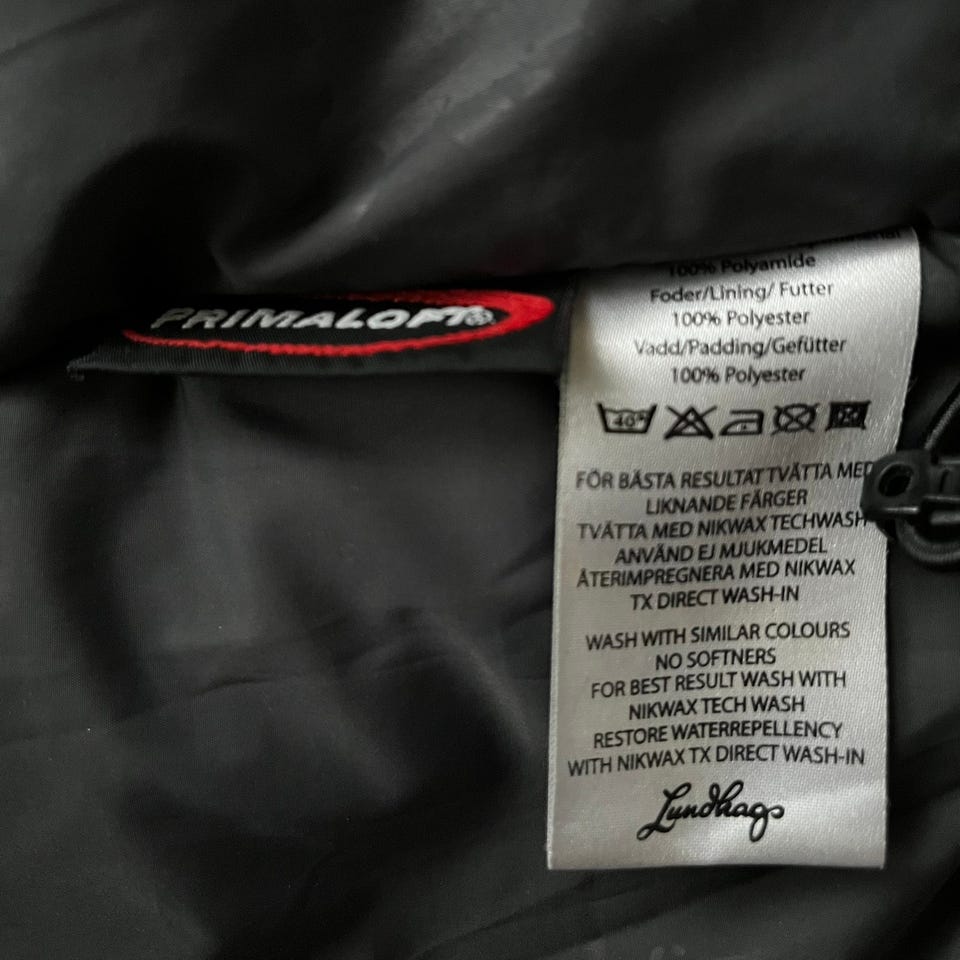 PRIMALOFT®
100% Polyamide
Foder/Lining/ Futter
100% Polyester
Vadd/Padding/Gefütter
100% Polyester
40°
FÖR BÄSTA RESULTAT TVÄTTA MED
LIKNANDE FÄRGER
TVÄTTA MED NIKWAX TECHWASH
ANVÄND EJ MJUKMEDEL
ÅTERIMPREGNERA MED NIKWAX
TX DIRECT WASH-IN
WASH WITH SIMILAR COLOURS
NO SOFTNERS
FOR BEST RESULT WASH WITH
NIKWAX TECH WASH
RESTORE WATERREPELLENCY
WITH NIKWAX TX DIRECT WASH-IN
Lundhags